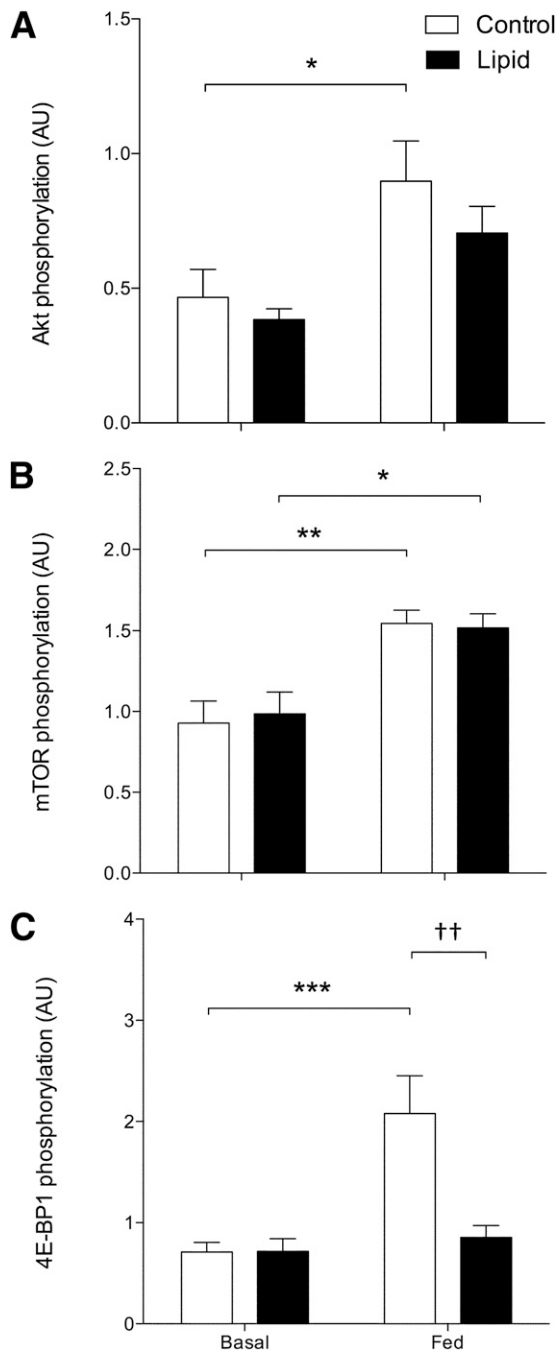 A
Control
Lipid
Akt phosphorylation (AU)
1.5
1.0
0.5
0.0
*
B
mTOR phosphorylation (AU)
2.5
2.0
1.5
1.0
0.5
0.0
*
**
C
4E-BP1 phosphorylation (AU)
4
3
2
1
0
††
***
Basal Fed